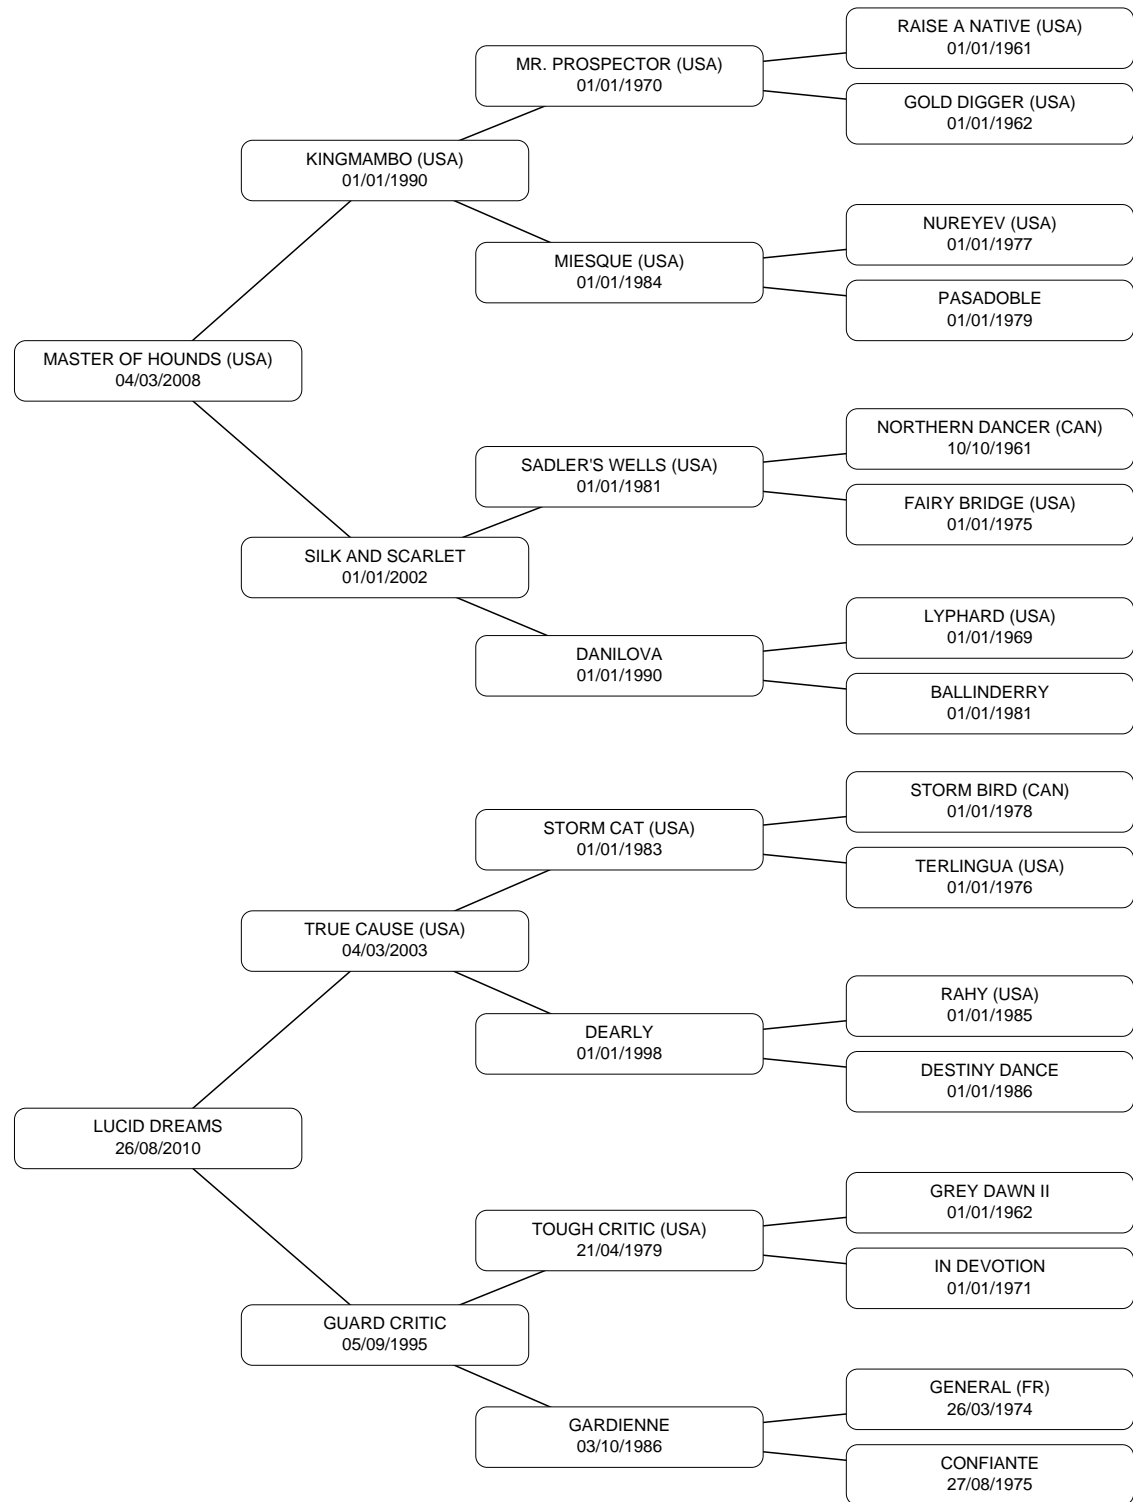 RAISE A NATIVE (USA)
01/01/1961
MR. PROSPECTOR (USA)
01/01/1970
GOLD DIGGER (USA)
01/01/1962
KINGMAMBO (USA)
01/01/1990
NUREYEV (USA)
01/01/1977
MIESQUE (USA)
01/01/1984
PASADOBLE
01/01/1979
MASTER OF HOUNDS (USA)
04/03/2008
NORTHERN DANCER (CAN)
10/10/1961
SADLER'S WELLS (USA)
01/01/1981
FAIRY BRIDGE (USA)
01/01/1975
SILK AND SCARLET
01/01/2002
LYPHARD (USA)
01/01/1969
DANILOVA
01/01/1990
BALLINDERRY
01/01/1981
STORM BIRD (CAN)
01/01/1978
STORM CAT (USA)
01/01/1983
TERLINGUA (USA)
01/01/1976
TRUE CAUSE (USA)
04/03/2003
RAHY (USA)
01/01/1985
DEARLY
01/01/1998
DESTINY DANCE
01/01/1986
LUCID DREAMS
26/08/2010
GREY DAWN II
01/01/1962
TOUGH CRITIC (USA)
21/04/1979
IN DEVOTION
01/01/1971
GUARD CRITIC
05/09/1995
GENERAL (FR)
26/03/1974
GARDIENNE
03/10/1986
CONFIANTE
27/08/1975